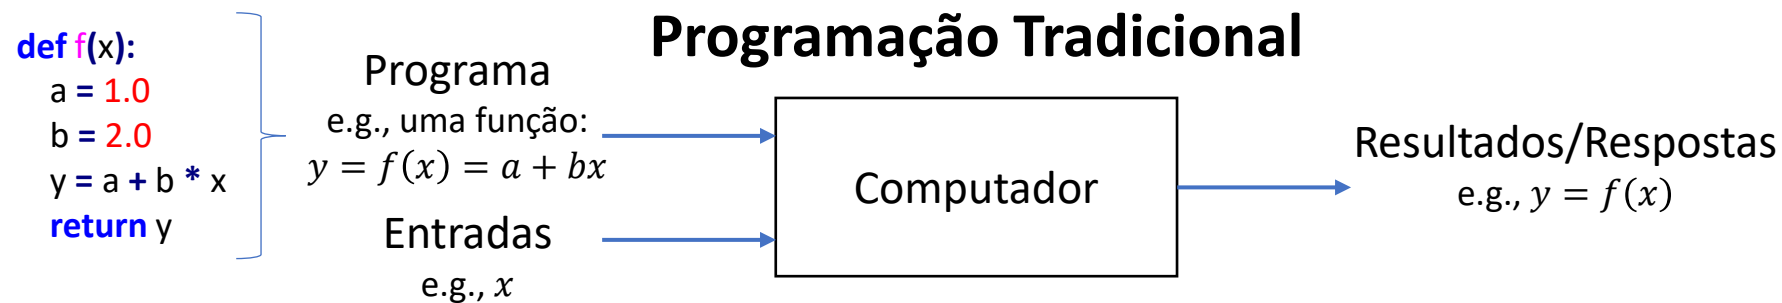 Programação Tradicional
def f(x):
a = 1.0
b = 2.0
y = a + b * x
return y
Programa
e.g., uma função:
y = f(x) = a + bx
Entradas
e.g., x
Computador
Resultados/Respostas
e.g., y = f(x)